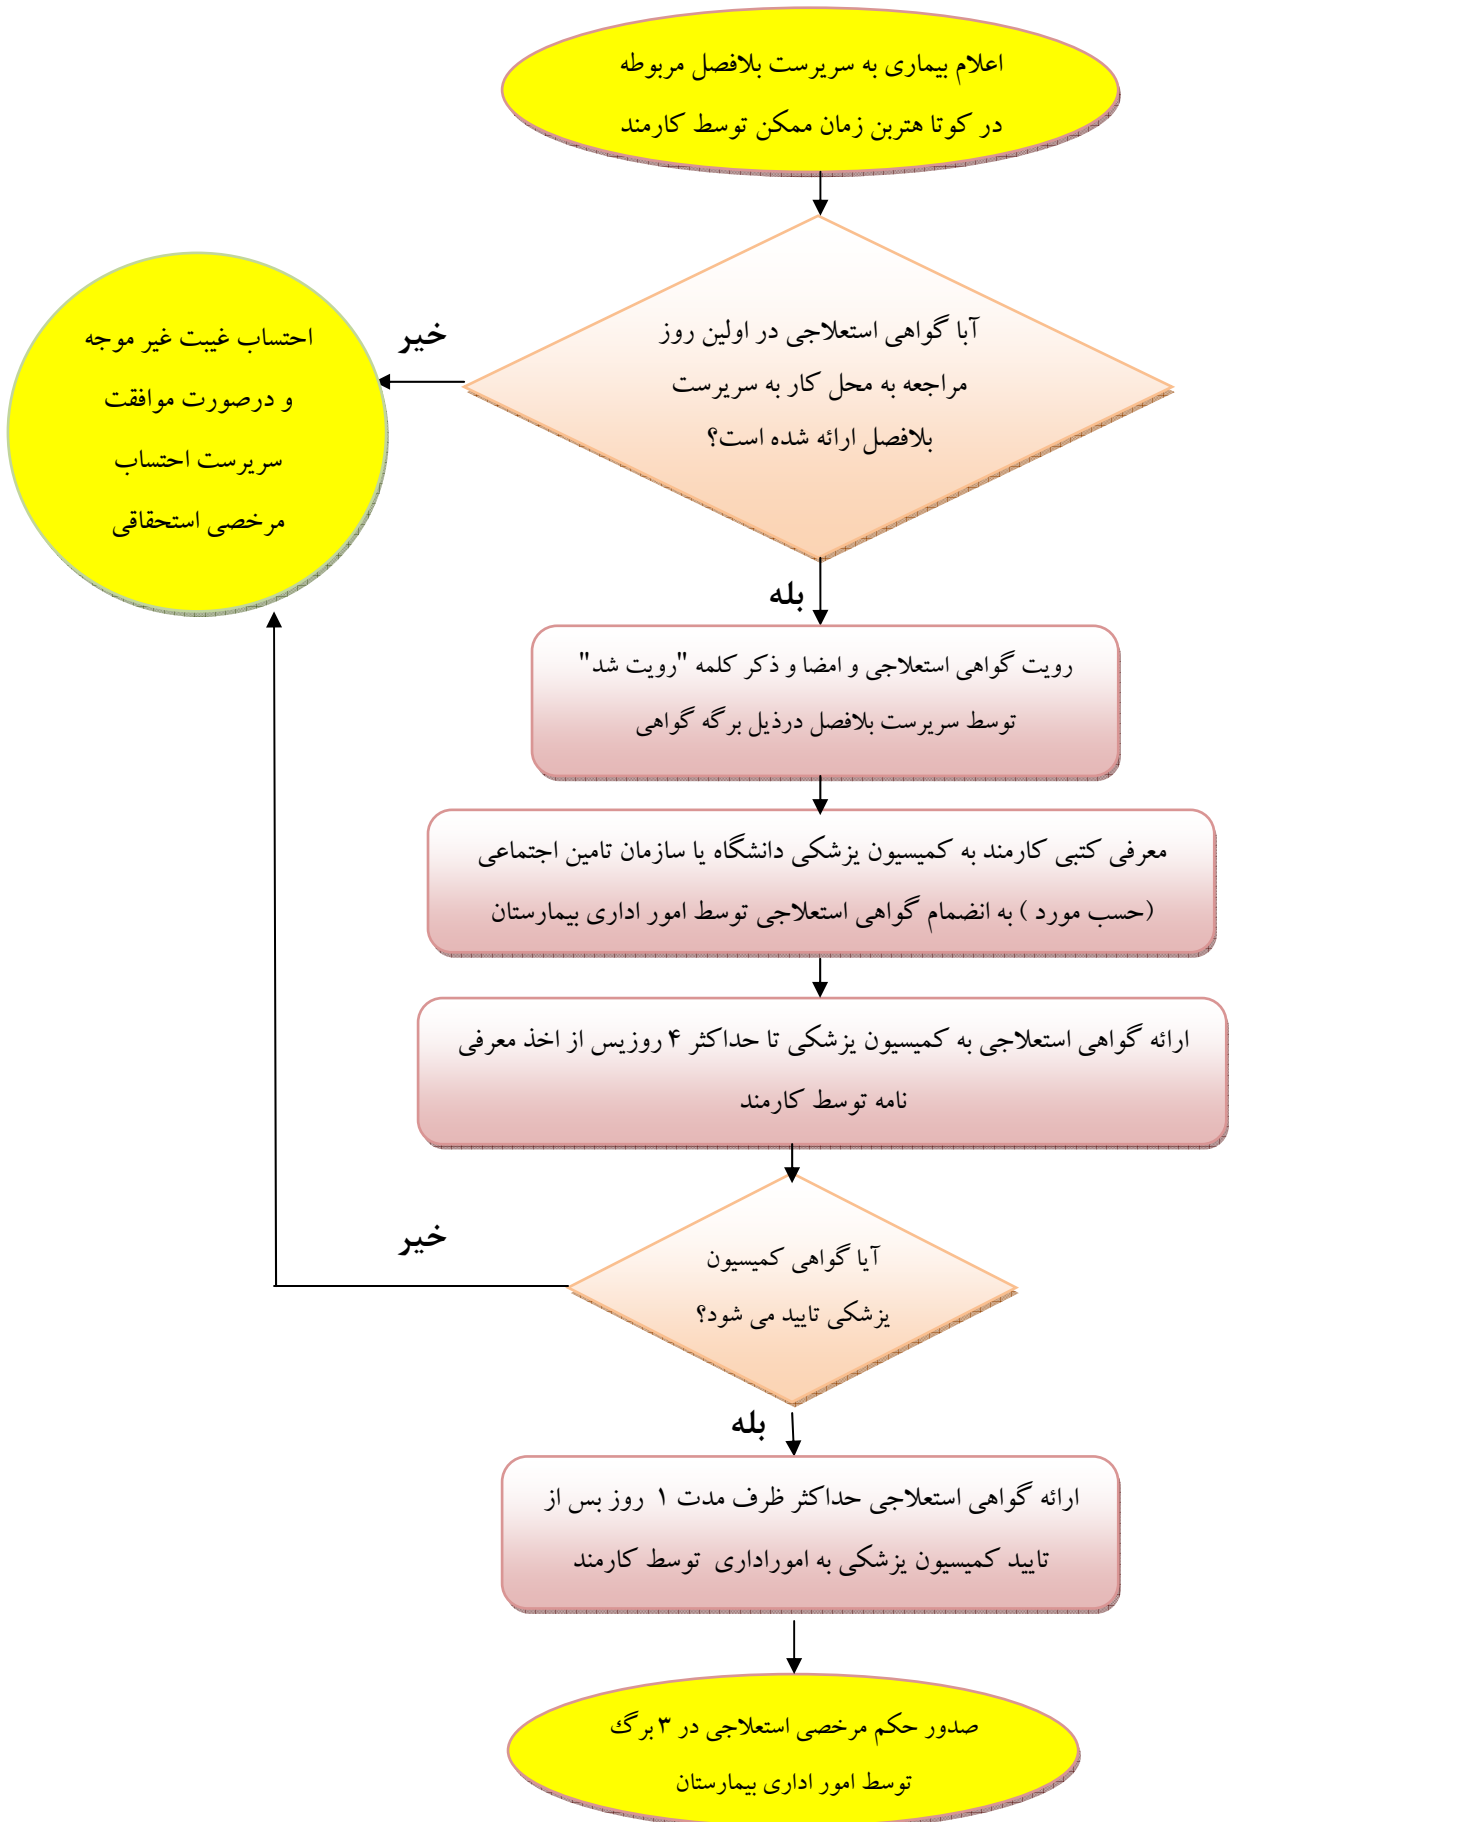 اعلام بیماری به سرپرست بلافصل مربوطه
در کوتا هترین زمان ممکن توسط کارمند
آبا گواهی استعلاجی در اولین روز
مراجعه به محل کار به سرپرست
بلافصل ارائه شده است؟
خیر
احتساب غیبت غیر موجه
و درصورت موافقت
سرپرست احتساب
مرخصی استحقاقی
بله
رویت گواهی استعلاجی و امضا و ذکر کلمه "رویت شد"
توسط سرپرست بلافصل درذیل برگه گواهی
معرفی کتبی کارمند به کمیسیون پزشکی دانشگاه یا سازمان تامین اجتماعی
(حسب مورد ) به انضمام گواهی استعلاجی توسط امور اداری بیمارستان
ارائه گواهی استعلاجی به کمیسیون پزشکی تا حداکثر ۴ روزپس از اخذ معرفی
نامه توسط کارمند
آیا گواهی کمیسیون
پزشکی تایید می شود؟
خیر
بله
ارائه گواهی استعلاجی حداکثر ظرف مدت ۱ روز بس از
تایید کمیسیون پزشکی به اموراداری توسط کارمند
صدور حکم مرخصی استعلاجی در ۳ برگ
توسط امور اداری بیمارستان